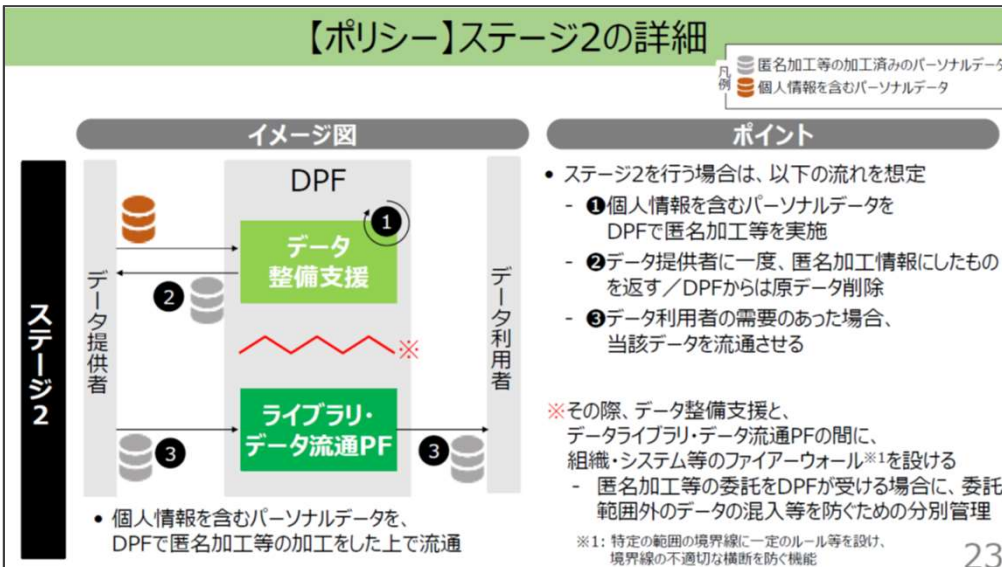 【ポリシー】ステージ2の詳細
凡例
匿名加工等の加工済みのパーソナルデータ
個人情報を含むパーソナルデータ
イメージ図
ステージ2
データ提供者
DPF
❶
データ
整備支援
❷
※
ライブラリ・
データ流通PF
❸
❸
データ利用者
• 個人情報を含むパーソナルデータを、
DPFで匿名加工等の加工をした上で流通
ポイント
• ステージ2を行う場合は、以下の流れを想定
- ❶個人情報を含むパーソナルデータを
DPFで匿名加工等を実施
- ❷データ提供者に一度、匿名加工情報にしたもの
を返す／DPFからは原データ削除
- ❸データ利用者の需要のあった場合、
当該データを流通させる
※その際、データ整備支援と、
データライブラリ・データ流通PFの間に、
組織・システム等のファイアーウォール※1を設ける
- 匿名加工等の委託をDPFが受ける場合に、委託
範囲外のデータの混入等を防ぐための分別管理
※1: 特定の範囲の境界線に一定のルール等を設け、
境界線の不適切な横断を防ぐ機能
23